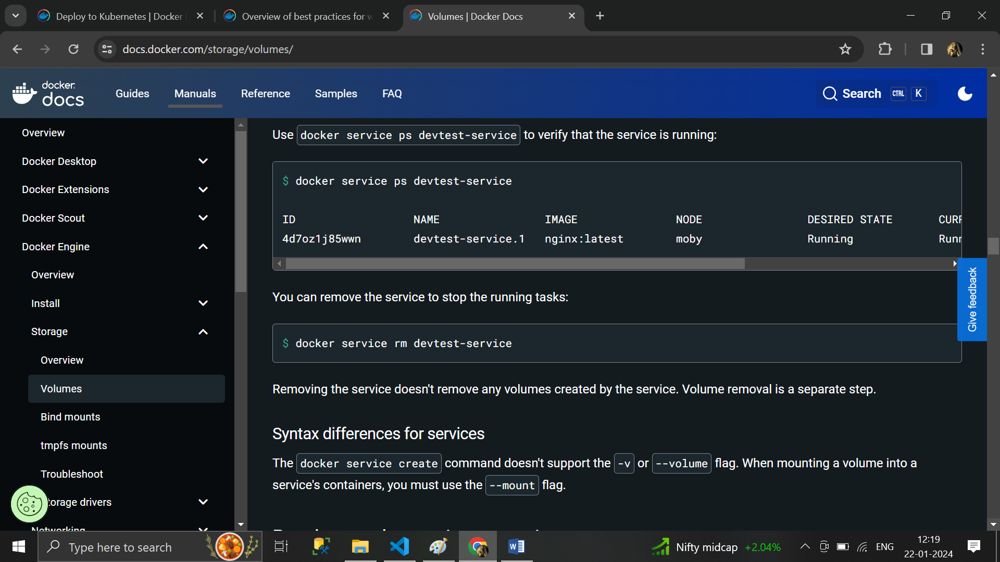 Deploy to Kubernetes | Docker
Overview of best practices for w
Volumes | Docker Docs
docs.docker.com/storage/volumes/
docker
docs
Guides
Manuals
Reference
Samples
FAQ
Search
CTRL
K
Overview
Docker Desktop
Docker Extensions
Docker Scout
Docker Engine
Overview
Install
Storage
Overview
Volumes
Bind mounts
tmpfs mounts
Troubleshoot
torage drivers
Networking
Use docker service ps devtest-service to verify that the service is running:
$ docker service ps devtest-service
ID NAME IMAGE NODE DESIRED STATE CURR
4d7oz1j85wwn devtest-service.1 nginx:latest moby Running Runn
You can remove the service to stop the running tasks:
$ docker service rm devtest-service
Removing the service doesn't remove any volumes created by the service. Volume removal is a separate step.
Syntax differences for services
The docker service create command doesn't support the -v or --volume flag. When mounting a volume into a
service's containers, you must use the --mount flag.
Give feedback
Type here to search
Nifty midcap +2.04%
ENG
12:19
22-01-2024